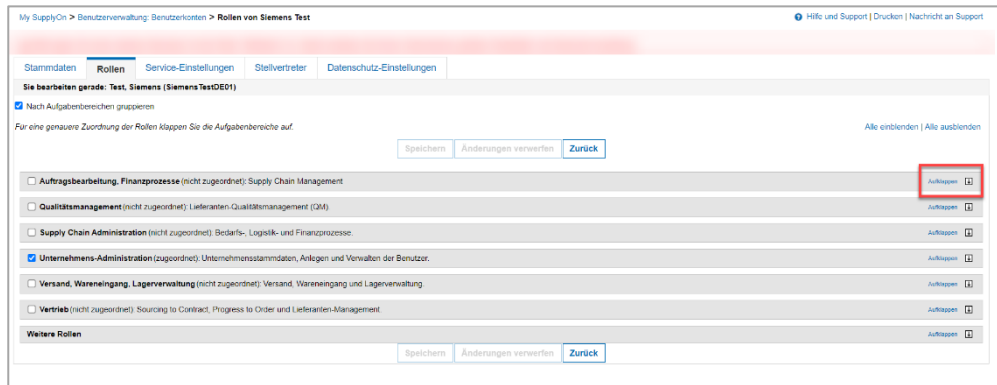 My SupplyOn > Benutzerverwaltung: Benutzerkonten > Rollen von Siemens Test
Hilfe und Support | Drucken | Nachricht an Support
Stammdaten Rollen Service-Einstellungen Stellvertreter Datenschutz-Einstellungen
Sie bearbeiten gerade: Test, Siemens (SiemensTestDE01)
Nach Aufgabenbereichen gruppieren
Für eine genauere Zuordnung der Rollen klappen Sie die Aufgabenbereiche auf.
Alle einblenden | Alle ausblenden
Speichern Änderungen verwerfen Zurück
Auftragsbearbeitung, Finanzprozesse (nicht zugeordnet): Supply Chain Management Aufklappen
Qualitätsmanagement (nicht zugeordnet): Lieferanten-Qualitätsmanagement (QM). Aufklappen
Supply Chain Administration (nicht zugeordnet): Bedarfs-, Logistik- und Finanzprozesse. Aufklappen
Unternehmens-Administration (zugeordnet): Unternehmensstammdaten, Anlegen und Verwalten der Benutzer. Aufklappen
Versand, Wareneingang, Lagerverwaltung (nicht zugeordnet): Versand, Wareneingang und Lagerverwaltung. Aufklappen
Vertrieb (nicht zugeordnet): Sourcing to Contract, Progress to Order und Lieferanten-Management. Aufklappen
Weitere Rollen Aufklappen
Speichern Änderungen verwerfen Zurück